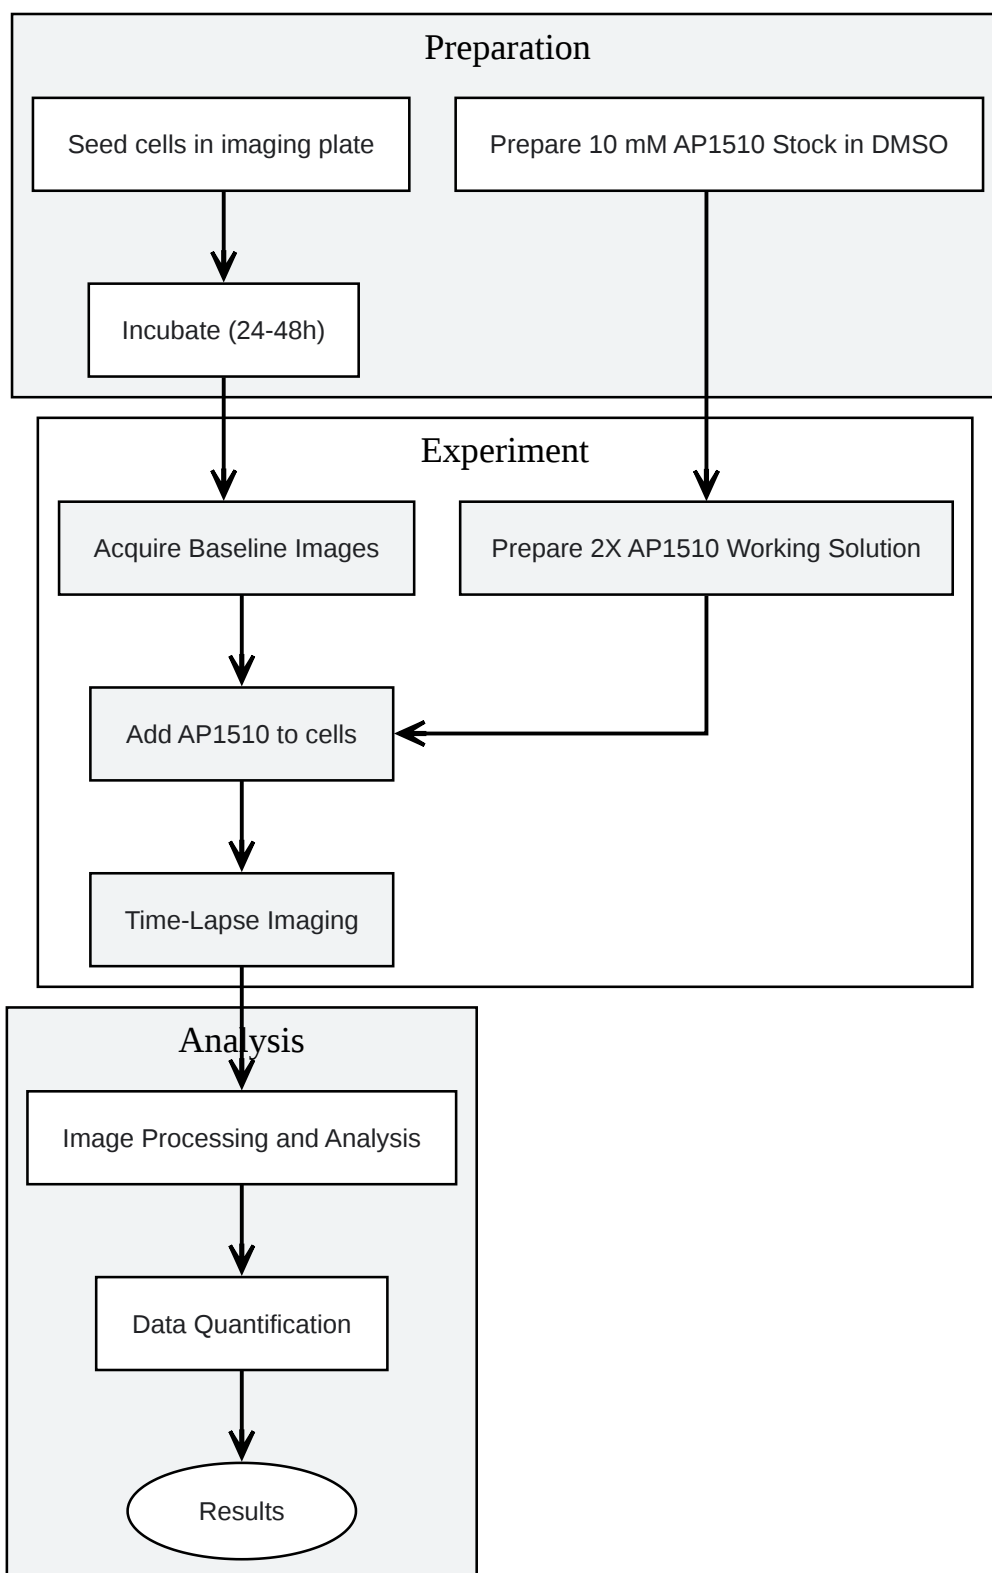 Preparation
Seed cells in imaging plate
Prepare 10 mM AP1510 Stock in DMSO
Incubate (24-48h)
Experiment
Acquire Baseline Images
Prepare 2X AP1510 Working Solution
Add AP1510 to cells
Time-Lapse Imaging
Analysis
Image Processing and Analysis
Data Quantification
Results